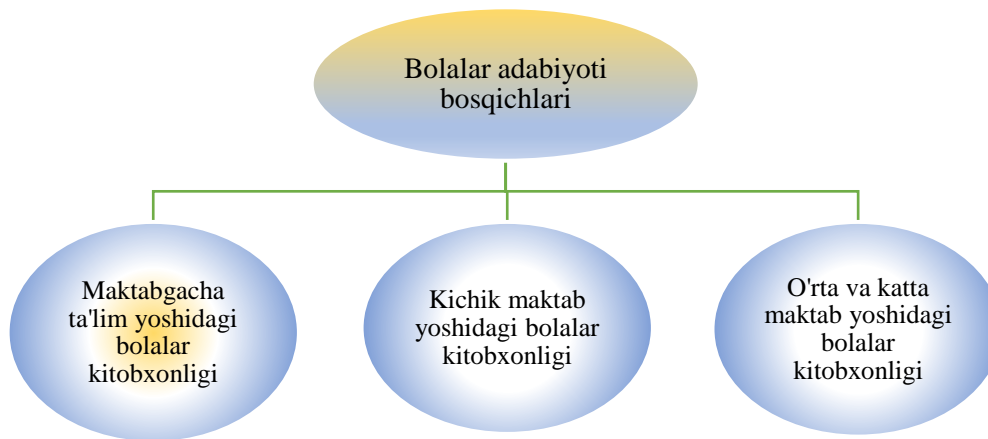 Bolalar adabiyoti
bosqichlari
Maktabgacha
ta'lim yoshidagi
bolalar
kitobxonligi
Kichik maktab
yoshidagi bolalar
kitobxonligi
O'rta va katta
maktab yoshidagi
bolalar
kitobxonligi